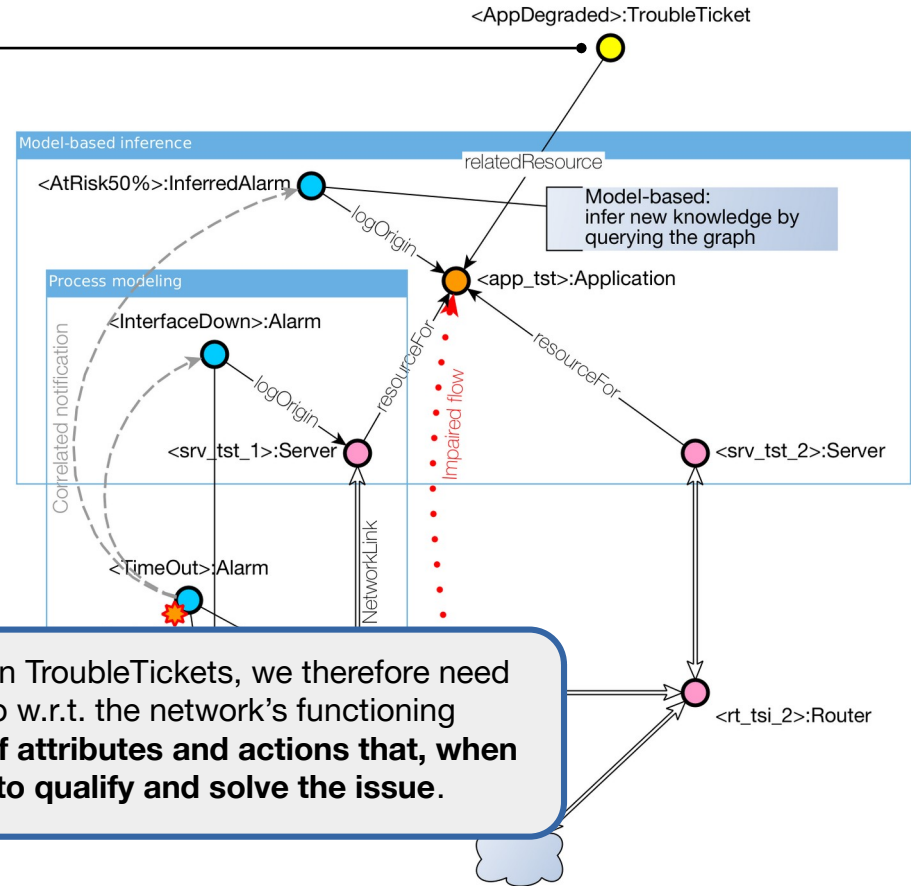 <AppDegraded>:TroubleTicket
Model-based inference
relatedResource
<AtRisk50%>:InferredAlarm
Model-based:
infer new knowledge by
querying the graph
logOrigin
<app_tst>:Application
Process modeling
<InterfaceDown>:Alarm
Correlated notification
logOrigin
resourceFor
resourceFor
Impaired flow
<srv_tst_1>:Server
<srv_tst_2>:Server
NetworkLink
<TimeOut>:Alarm
n TroubleTickets, we therefore need
w.r.t. the network's functioning
f attributes and actions that, when
to qualify and solve the issue.
<rt_tsi_2>:Router